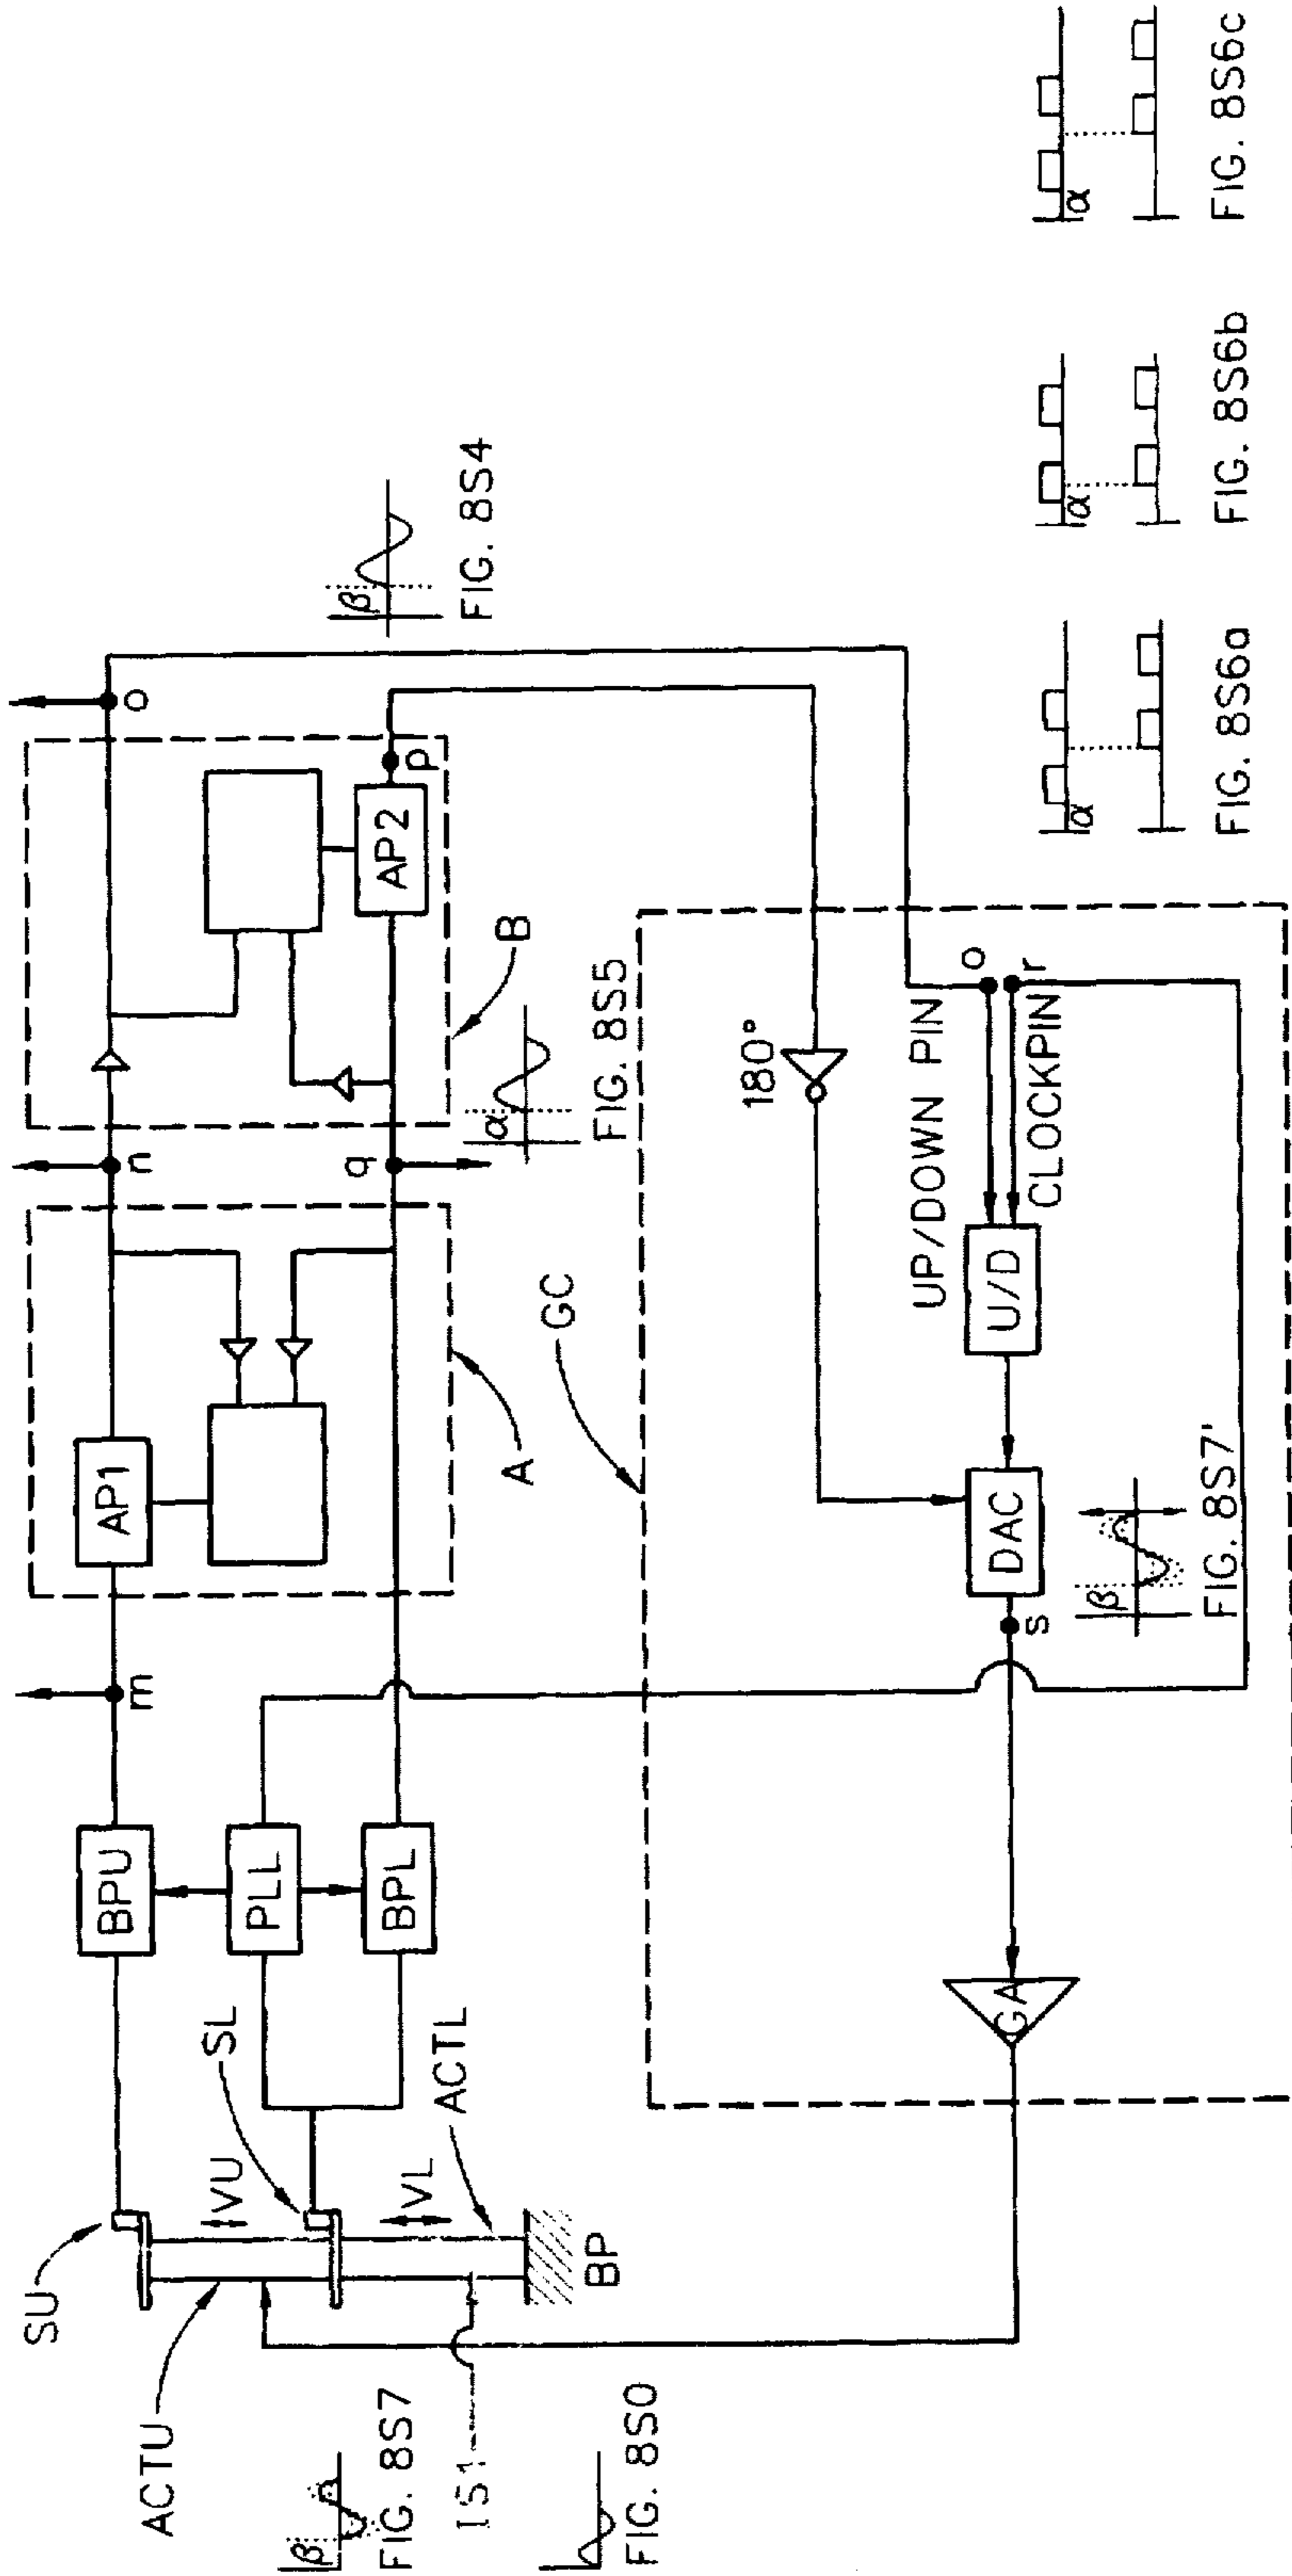 SU
ACTU
VU
SL
VL
ACTL
BP
β
FIG. 8S7
IS1
FIG. 8S0
BPU
PLL
BPL
m
AP1
A
n
q
α
FIG. 8S5
B
AP2
p
o
β
FIG. 8S4
GC
180°
UP/DOWN PIN
o
r
CLOCKPIN
U/D
DAC
s
β
FIG. 8S7'
GA
α
FIG. 8S6a
α
FIG. 8S6b
α
FIG. 8S6c